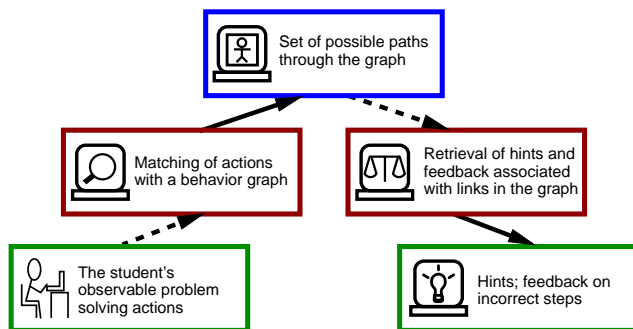 Set of possible paths
through the graph
Matching of actions
with a behavior graph
Retrieval of hints and
feedback associated
with links in the graph
The student's
observable problem
solving actions
Hints; feedback on
incorrect steps